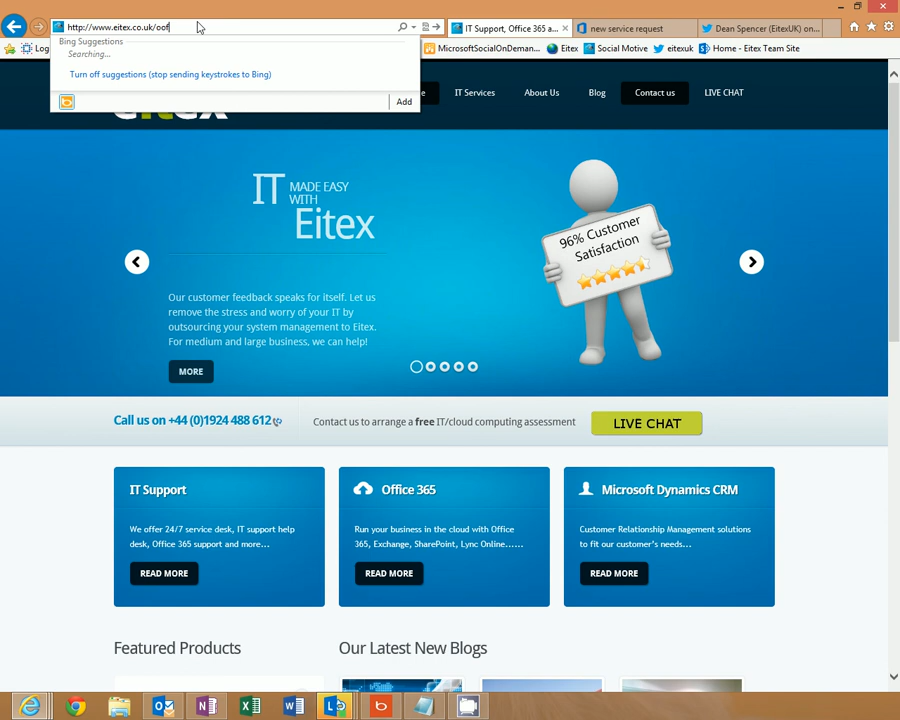 http://www.eitex.co.uk/oof
IT Support, Office 365 a...
new service request
Dean Spencer (EitexUK) on...
Bing Suggestions
Searching...
Turn off suggestions (stop sending keystrokes to Bing)
Add
Log
MicrosoftSocialOnDeman...
Eitex
Social Motive
eitexuk
Home - Eitex Team Site
IT Services
About Us
Blog
Contact us
LIVE CHAT
IT MADE EASY
WITH
Eitex
96% Customer
Satisfaction
Our customer feedback speaks for itself. Let us
remove the stress and worry of your IT by
outsourcing your system management to Eitex.
For medium and large business, we can help!
MORE
Call us on +44 (0)1924 488 612
Contact us to arrange a free IT/cloud computing assessment
LIVE CHAT
IT Support
We offer 24/7 service desk, IT support help
desk, Office 365 support and more...
READ MORE
Office 365
Run your business in the cloud with Office
365, Exchange, SharePoint, Lync Online......
READ MORE
Microsoft Dynamics CRM
Customer Relationship Management solutions
to fit our customer's needs...
READ MORE
Featured Products
Our Latest New Blogs